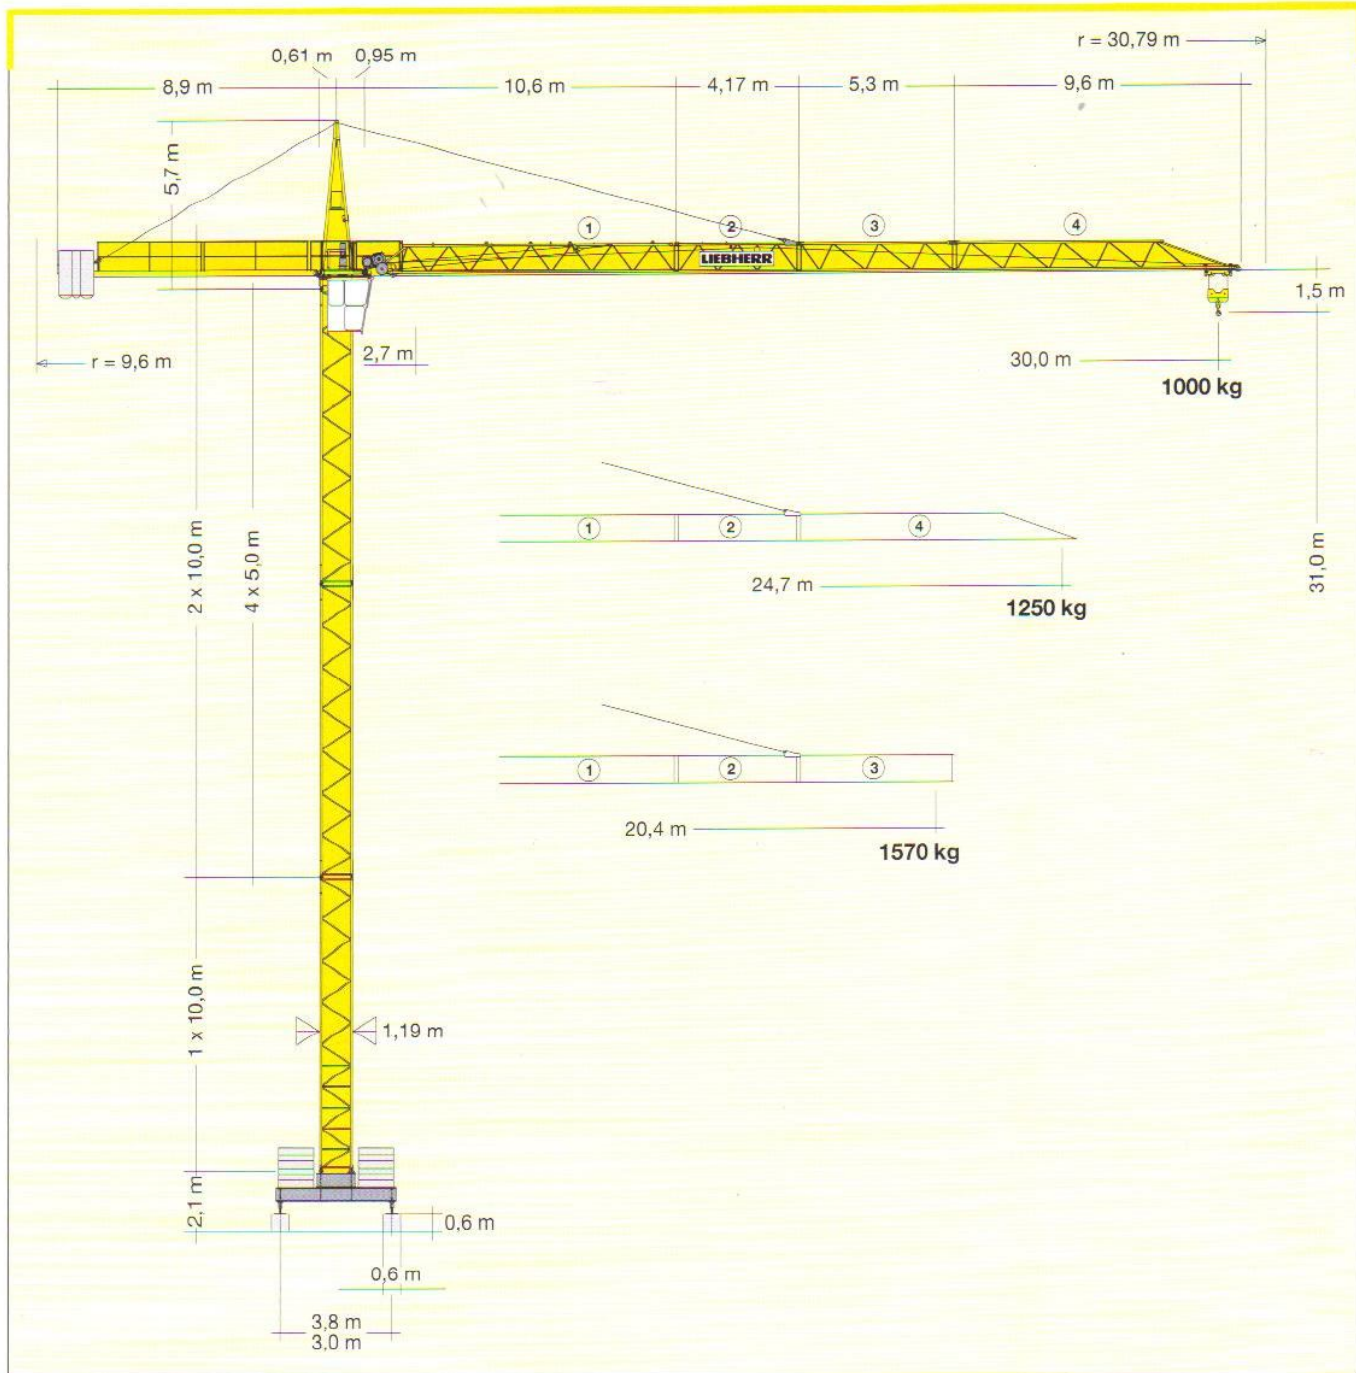 r = 30,79 m
0,61 m
0,95 m
8,9 m
10,6 m
4,17 m
5,3 m
9,6 m
5,7 m
1
2
3
4
LIEBHERR
1,5 m
r = 9,6 m
2,7 m
30,0 m
1000 kg
2 x 10,0 m
4 x 5,0 m
31,0 m
1
2
4
24,7 m
1250 kg
1
2
3
20,4 m
1570 kg
1 x 10,0 m
1,19 m
2,1 m
0,6 m
0,6 m
3,8 m
3,0 m